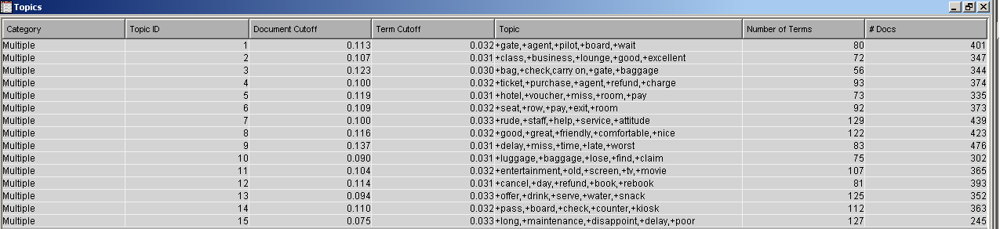 Topics
Category Topic ID Document Cutoff Term Cutoff Topic Number of Terms # Docs
Multiple 1 0.113 0.032 +gate,+agent,+pilot,+board,+wait 80 401
Multiple 2 0.107 0.031 +class,+business,+lounge,+good,+excellent 72 347
Multiple 3 0.123 0.030 +bag,+check,carry on,+gate,+baggage 56 344
Multiple 4 0.100 0.032 +ticket,+purchase,+agent,+refund,+charge 93 374
Multiple 5 0.119 0.031 +hotel,+voucher,+miss,+room,+pay 73 335
Multiple 6 0.109 0.032 +seat,+row,+pay,+exit,+room 92 373
Multiple 7 0.100 0.033 +rude,+staff,+help,+service,+attitude 129 439
Multiple 8 0.116 0.032 +good,+great,+friendly,+comfortable,+nice 122 423
Multiple 9 0.137 0.031 +delay,+miss,+time,+late,+worst 83 476
Multiple 10 0.090 0.031 +luggage,+baggage,+lose,+find,+claim 75 302
Multiple 11 0.104 0.032 +entertainment,+old,+screen,+tv,+movie 107 365
Multiple 12 0.114 0.031 +cancel,+day,+refund,+book,+rebook 81 393
Multiple 13 0.094 0.033 +offer,+drink,+serve,+water,+snack 125 352
Multiple 14 0.110 0.032 +pass,+board,+check,+counter,+kiosk 112 363
Multiple 15 0.075 0.033 +long,+maintenance,+disappoint,+delay,+poor 127 245